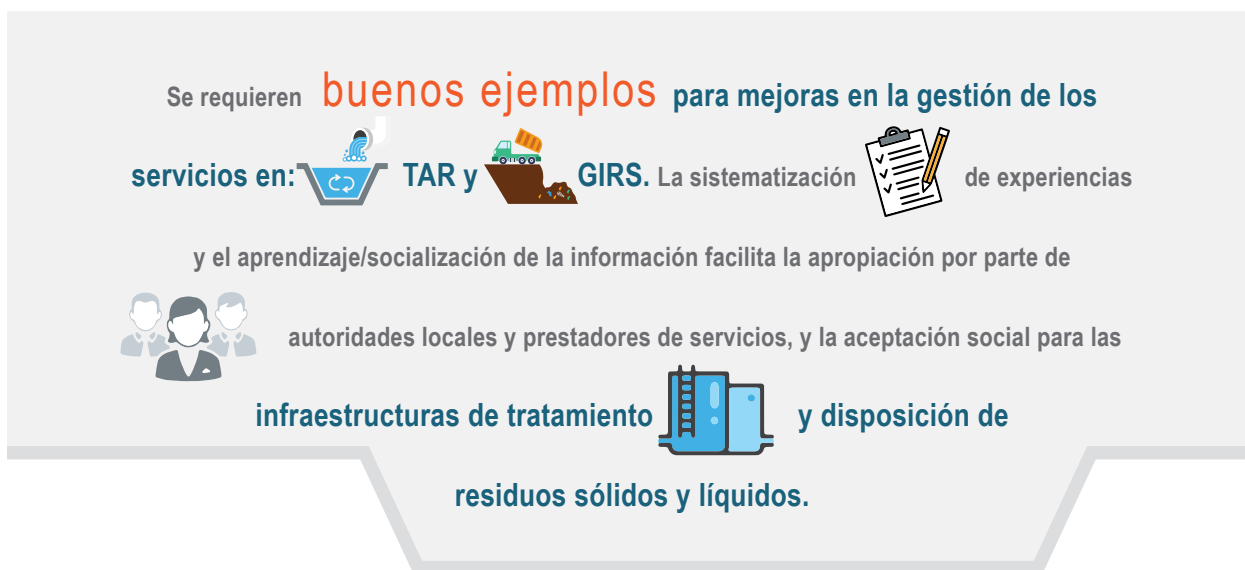 Se requieren buenos ejemplos para mejoras en la gestión de los
servicios en: TAR y GIRS. La sistematización de experiencias
y el aprendizaje/socialización de la información facilita la apropiación por parte de
autoridades locales y prestadores de servicios, y la aceptación social para las
infraestructuras de tratamiento y disposición de
residuos sólidos y líquidos.